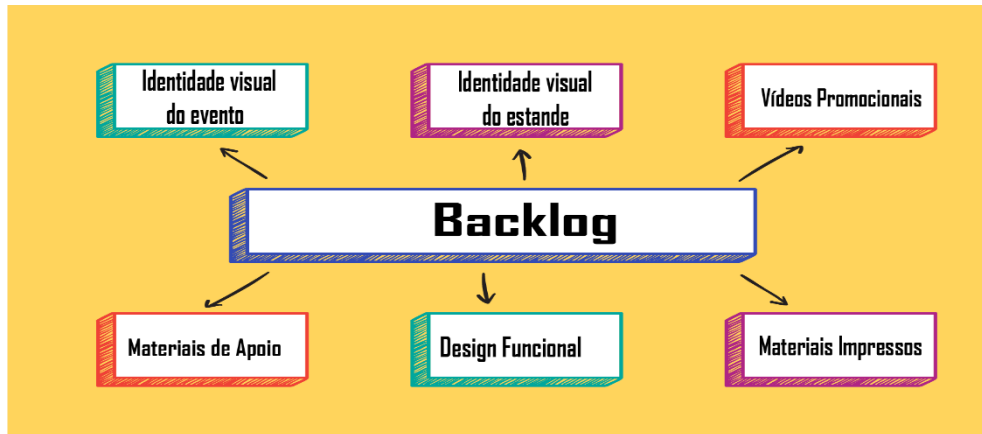 Identidade visual
do evento
Identidade visual
do estande
Vídeos Promocionais
Backlog
Materiais de Apoio
Design Funcional
Materiais Impressos